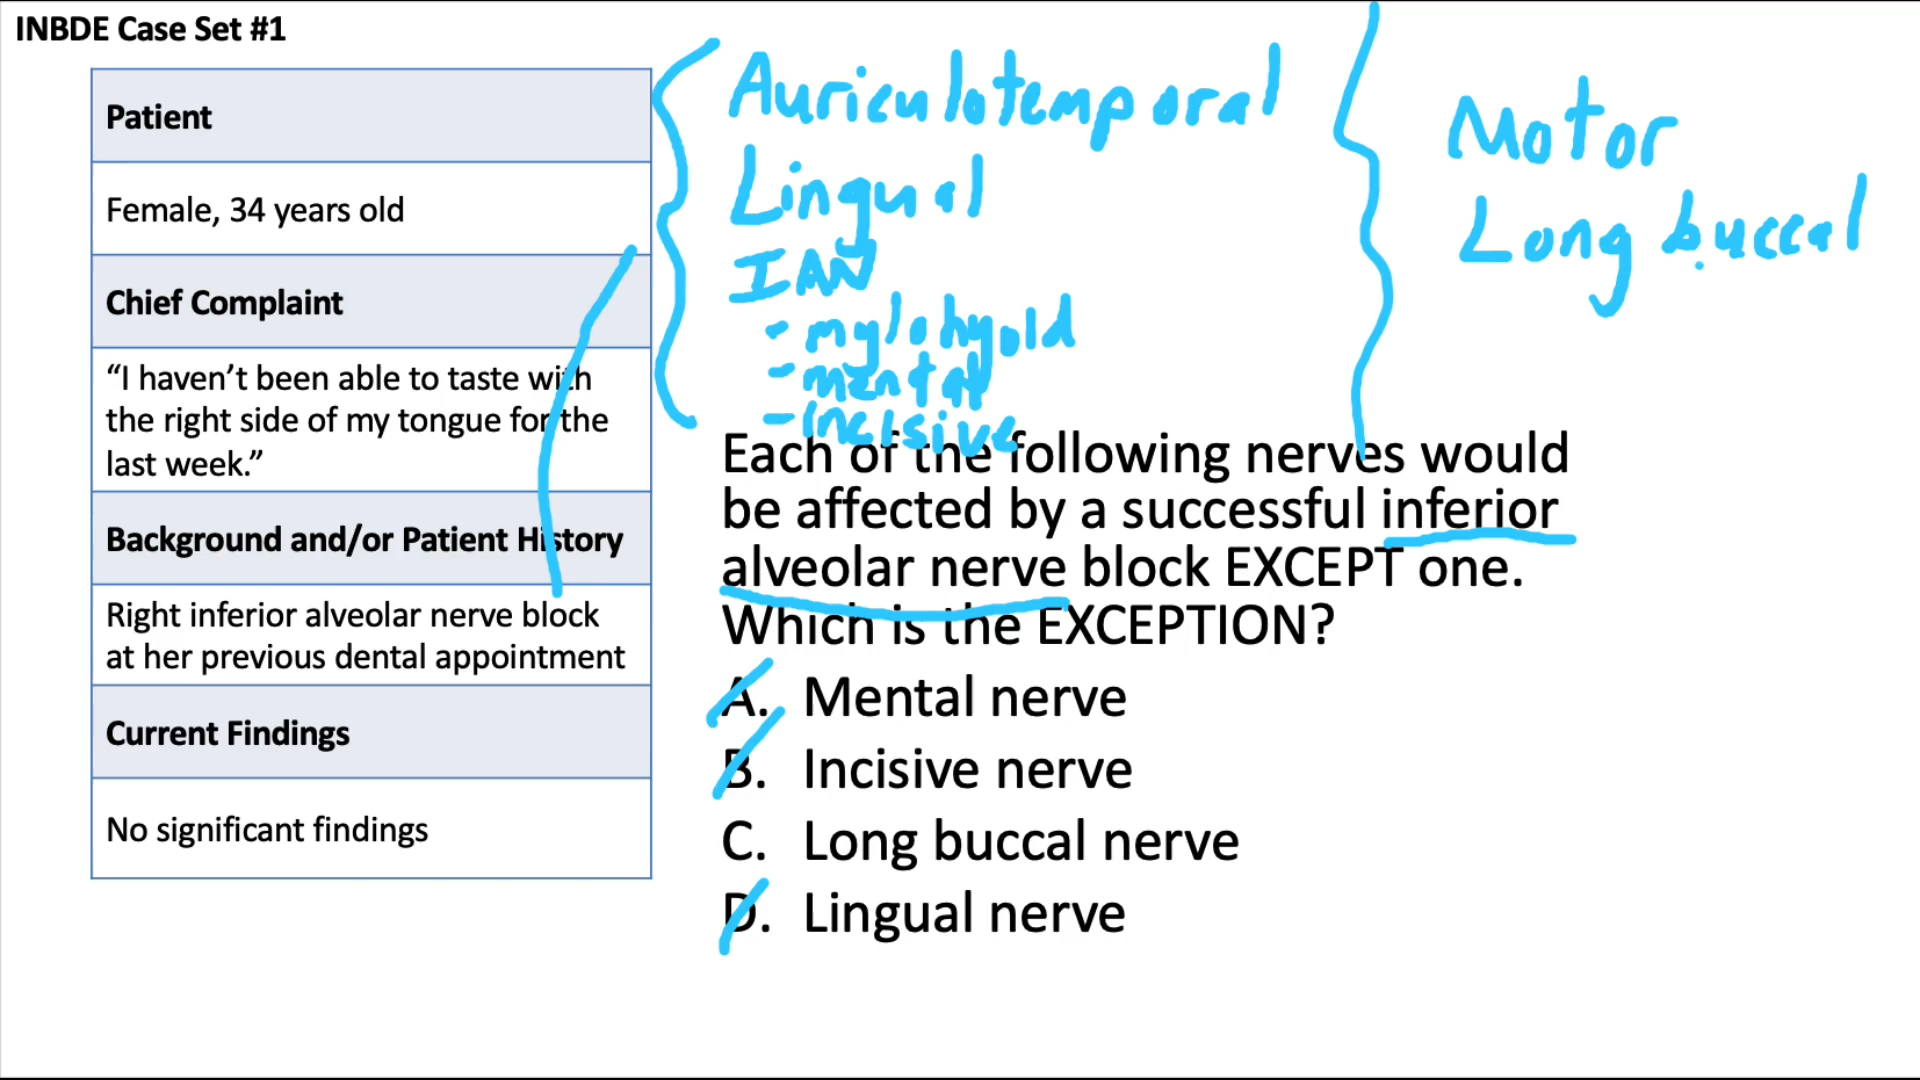 INBDE Case Set #1
Patient
Female, 34 years old
Chief Complaint
“I haven’t been able to taste with
the right side of my tongue for the
last week.”
Background and/or Patient History
Right inferior alveolar nerve block
at her previous dental appointment
Current Findings
No significant findings
Auriculotemporal
Lingual
IAN
- mylohyoid
- mental
- incisive
Motor
Long buccal
Each of the following nerves would
be affected by a successful inferior
alveolar nerve block EXCEPT one.
Which is the EXCEPTION?
A. Mental nerve
B. Incisive nerve
C. Long buccal nerve
D. Lingual nerve